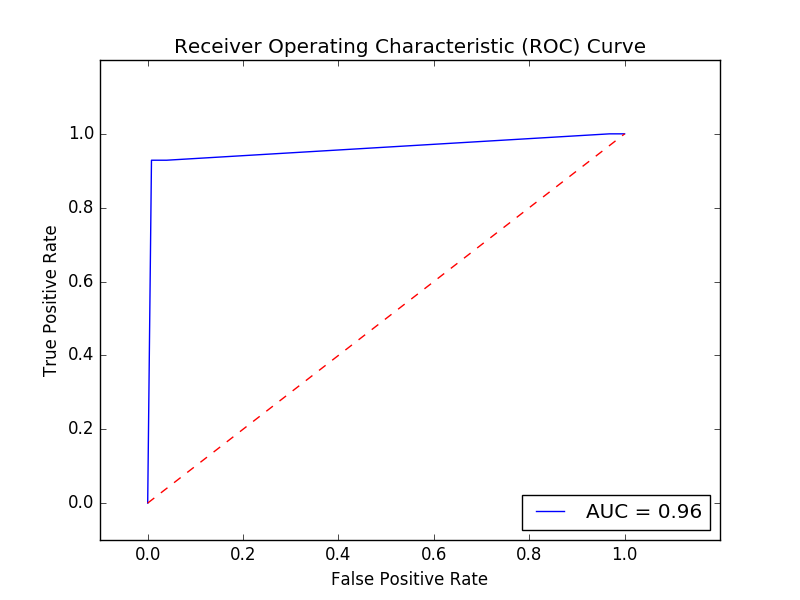 Receiver Operating Characteristic (ROC) Curve
1.0
0.8
0.6
0.4
0.2
0.0
True Positive Rate
AUC = 0.96
0.0 0.2 0.4 0.6 0.8 1.0
False Positive Rate